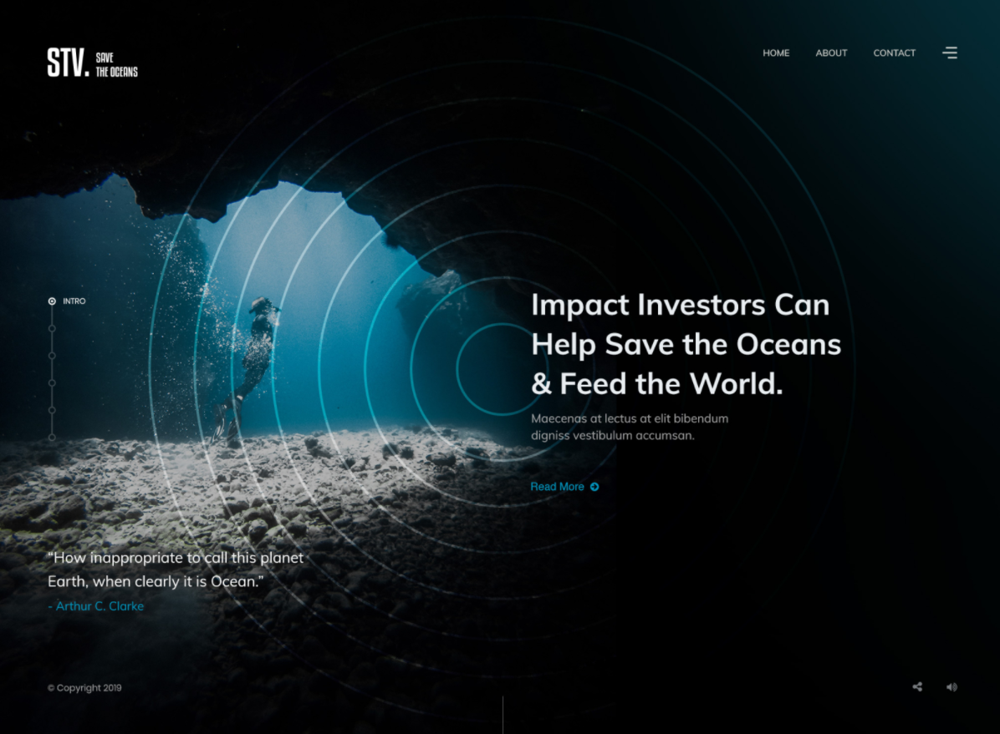 STV. SAVE
THE OCEANS
HOME ABOUT CONTACT
INTRO
Impact Investors Can
Help Save the Oceans
& Feed the World.
Maecenas at lectus at elit bibendum
digniss vestibulum accumsan.
Read More
“How inappropriate to call this planet
Earth, when clearly it is Ocean.”
- Arthur C. Clarke
© Copyright 2019